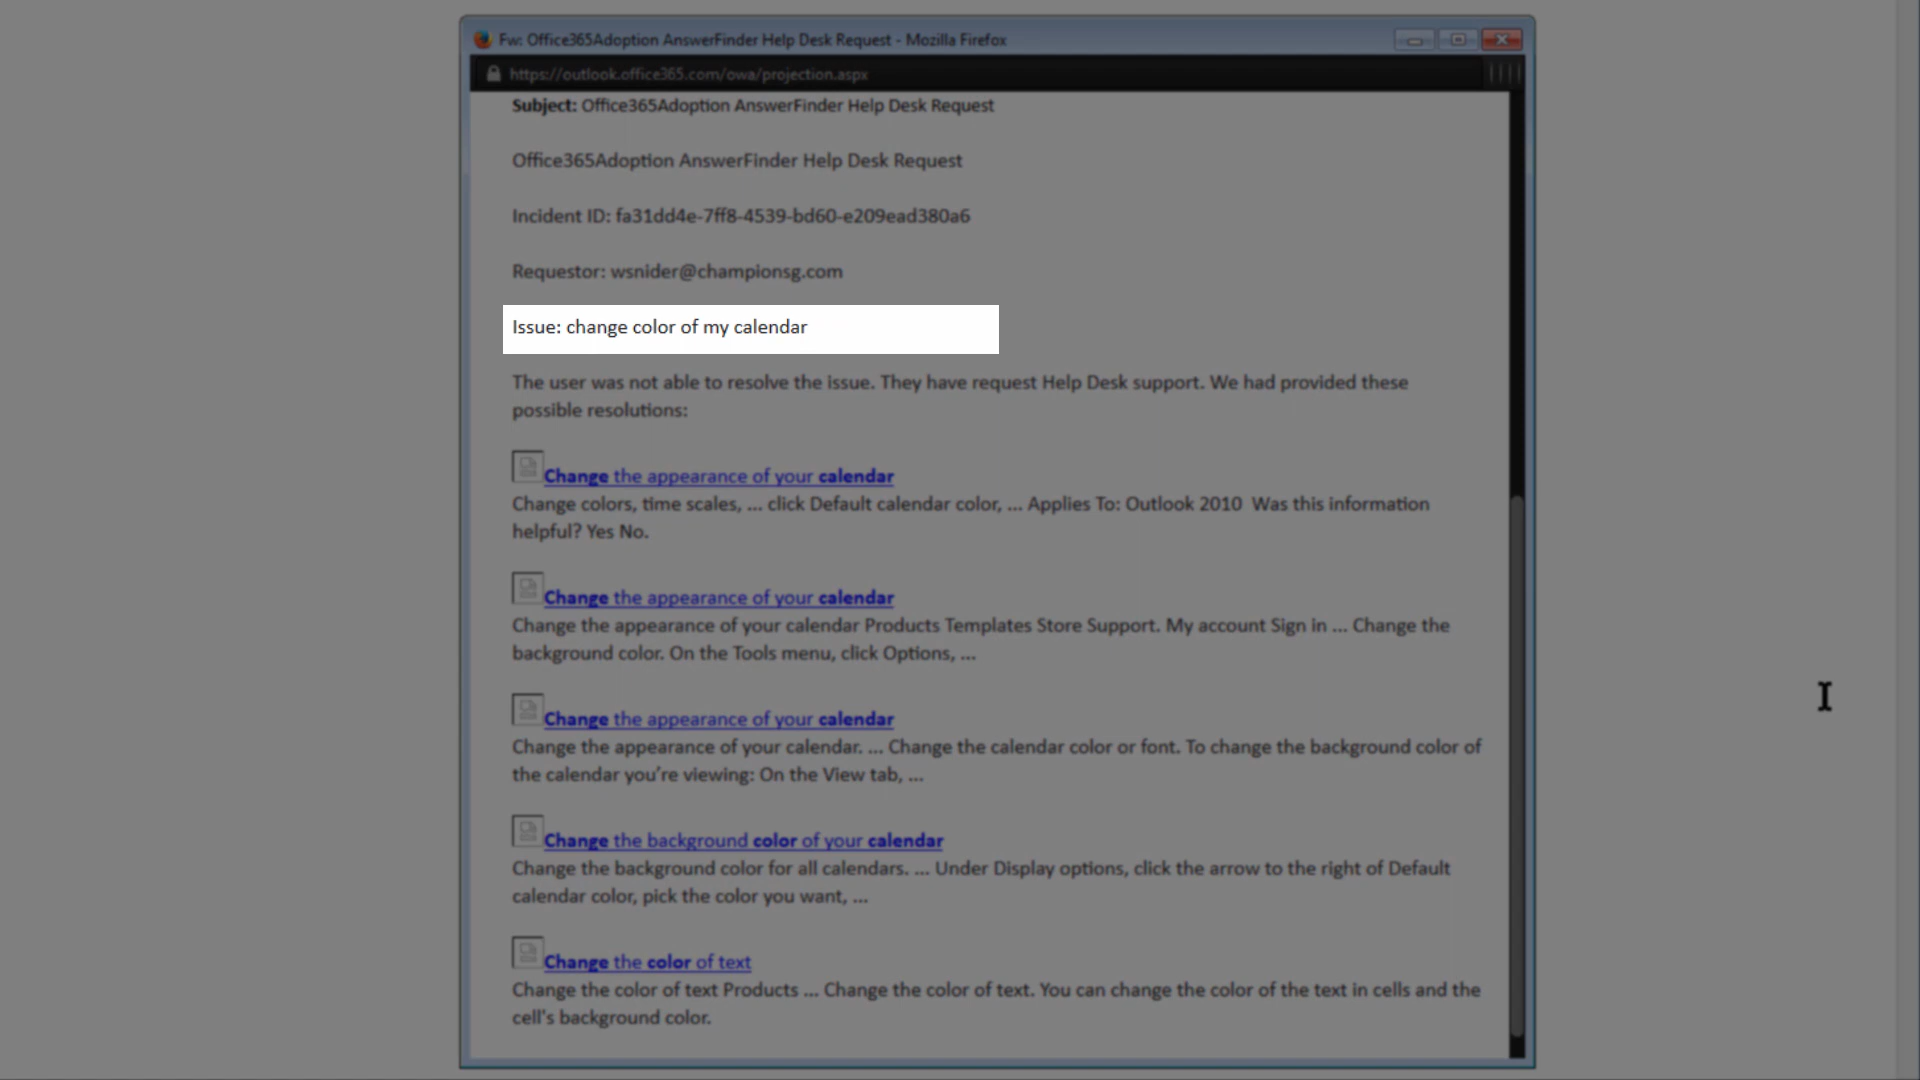 Fw: Office365Adoption AnswerFinder Help Desk Request - Mozilla Firefox
https://outlook.office365.com/owa/projection.aspx
Subject: Office365Adoption AnswerFinder Help Desk Request
Office365Adoption AnswerFinder Help Desk Request
Incident ID: fa31dd4e-7ff8-4539-bd60-e209ead380a6
Requestor: wsnider@championsg.com
Issue: change color of my calendar
The user was not able to resolve the issue. They have request Help Desk support. We had provided these
possible resolutions:
Change the appearance of your calendar
Change colors, time scales, ... click Default calendar color, ... Applies To: Outlook 2010  Was this information
helpful? Yes No.
Change the appearance of your calendar
Change the appearance of your calendar Products Templates Store Support. My account Sign in ... Change the
background color. On the Tools menu, click Options, ...
Change the appearance of your calendar
Change the appearance of your calendar. ... Change the calendar color or font. To change the background color of
the calendar you’re viewing: On the View tab, ...
Change the background color of your calendar
Change the background color for all calendars. ... Under Display options, click the arrow to the right of Default
calendar color, pick the color you want, ...
Change the color of text
Change the color of text Products ... Change the color of text. You can change the color of the text in cells and the
cell's background color.